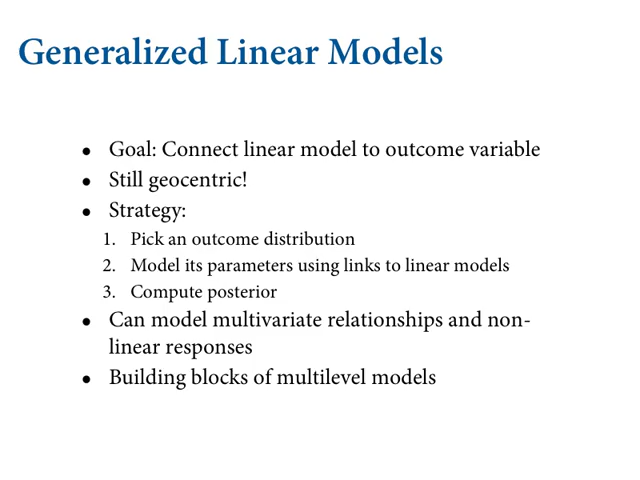 Generalized Linear Models
• Goal: Connect linear model to outcome variable
• Still geocentric!
• Strategy:
1. Pick an outcome distribution
2. Model its parameters using links to linear models
3. Compute posterior
• Can model multivariate relationships and non-
linear responses
• Building blocks of multilevel models